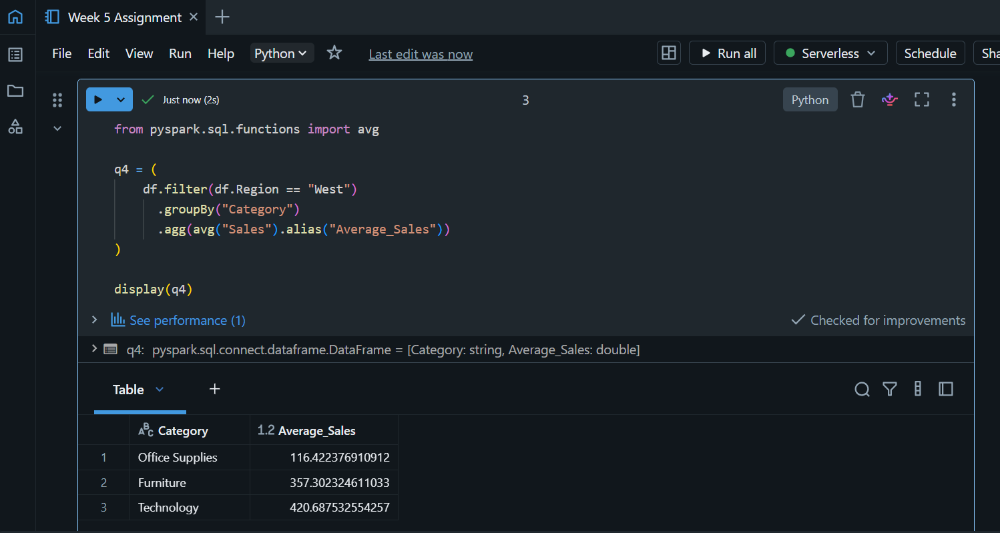 Week 5 Assignment
File Edit View Run Help Python Last edit was now Run all Serverless Schedule Sha
Just now (2s) 3 Python
from pyspark.sql.functions import avg
q4 = (
    df.filter(df.Region == "West")
      .groupBy("Category")
      .agg(avg("Sales").alias("Average_Sales"))
)
display(q4)
See performance (1) Checked for improvements
q4: pyspark.sql.connect.dataframe.DataFrame = [Category: string, Average_Sales: double]
Table
ABC Category 1.2 Average_Sales
1 Office Supplies 116.422376910912
2 Furniture 357.302324611033
3 Technology 420.687532554257